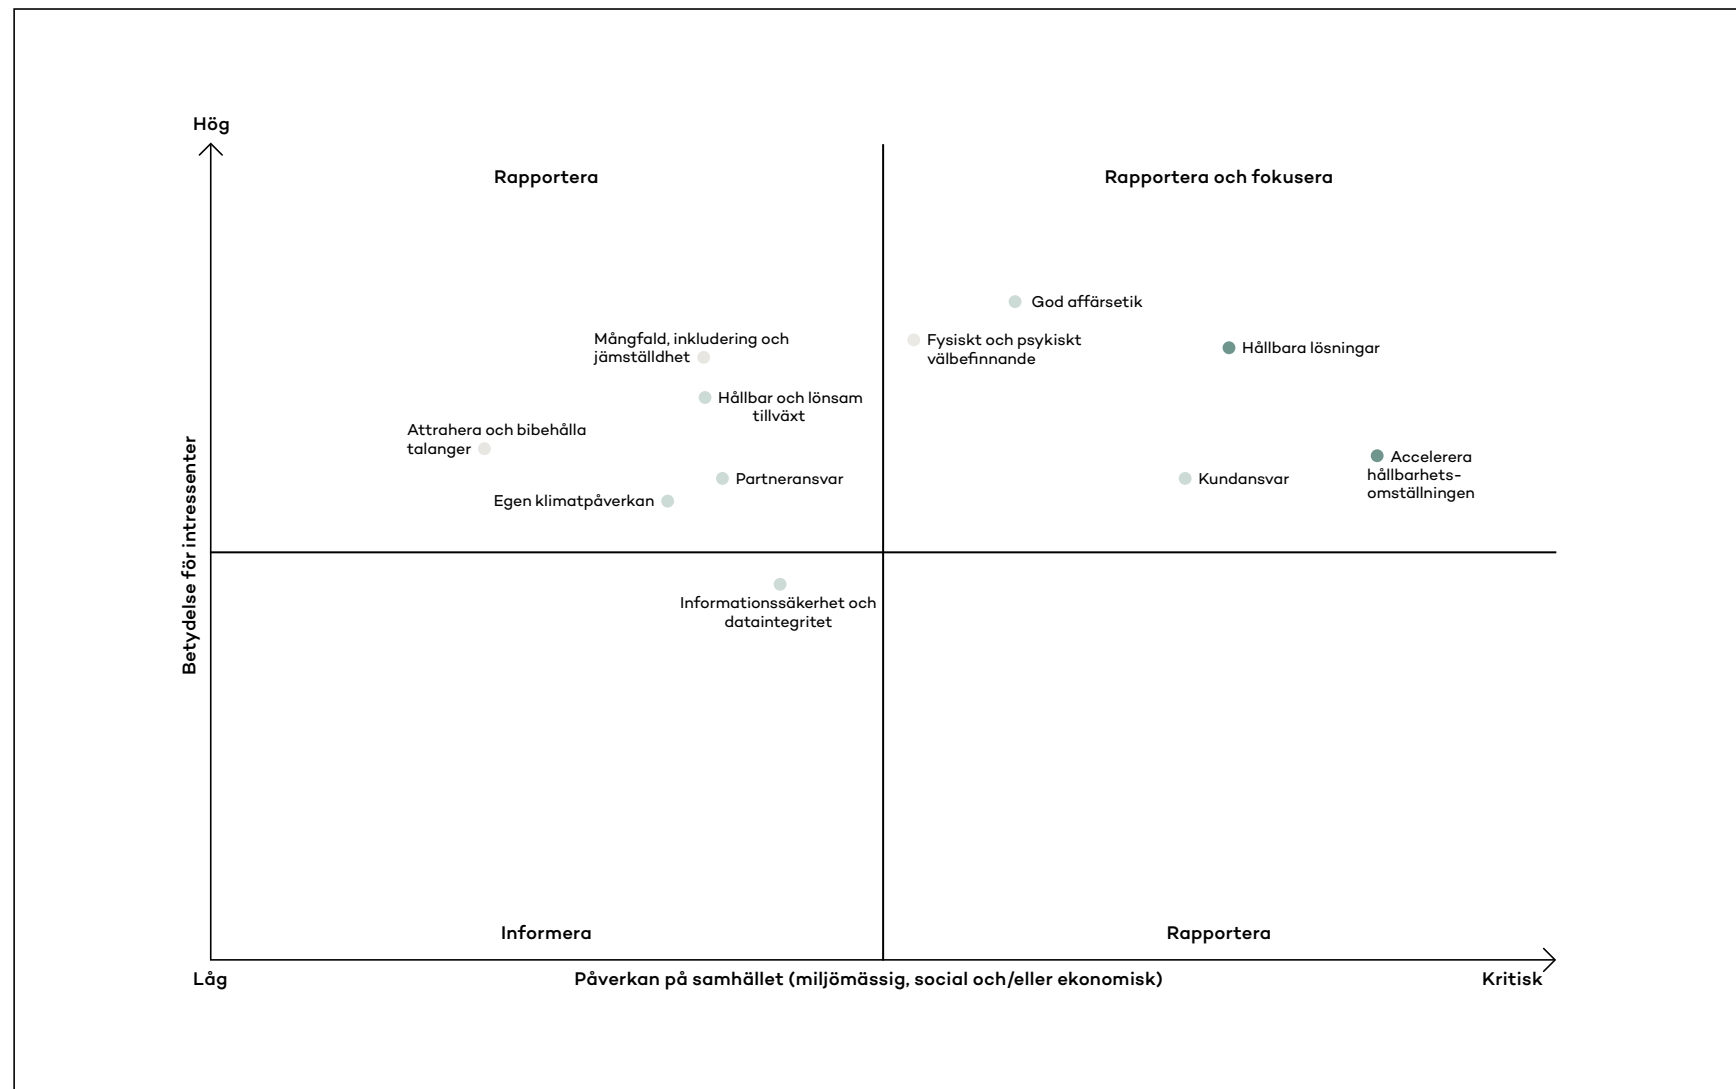 Hög
Rapportera
Rapportera och fokusera
God affärsetik
Mångfald, inkludering och
jämställdhet
Fysiskt och psykiskt
välbefinnande
Hållbara lösningar
Hållbar och lönsam
tillväxt
Attrahera och bibehålla
talanger
Partneransvar
Egen klimatpåverkan
Kundansvar
Accelerera
hållbarhets-
omställningen
Betydelse för intressenter
Informationssäkerhet och
dataintegritet
Informera
Rapportera
Låg
Påverkan på samhället (miljömässig, social och/eller ekonomisk)
Kritisk